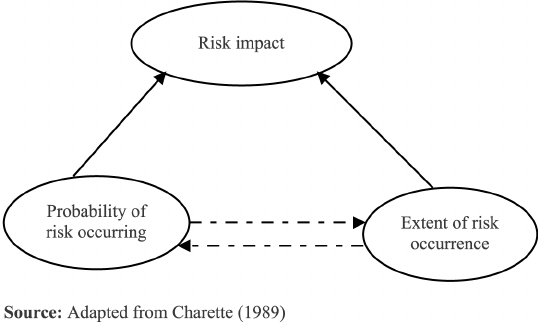 Risk impact
Probability of
risk occurring
Extent of risk
occurrence
Source: Adapted from Charette (1989)